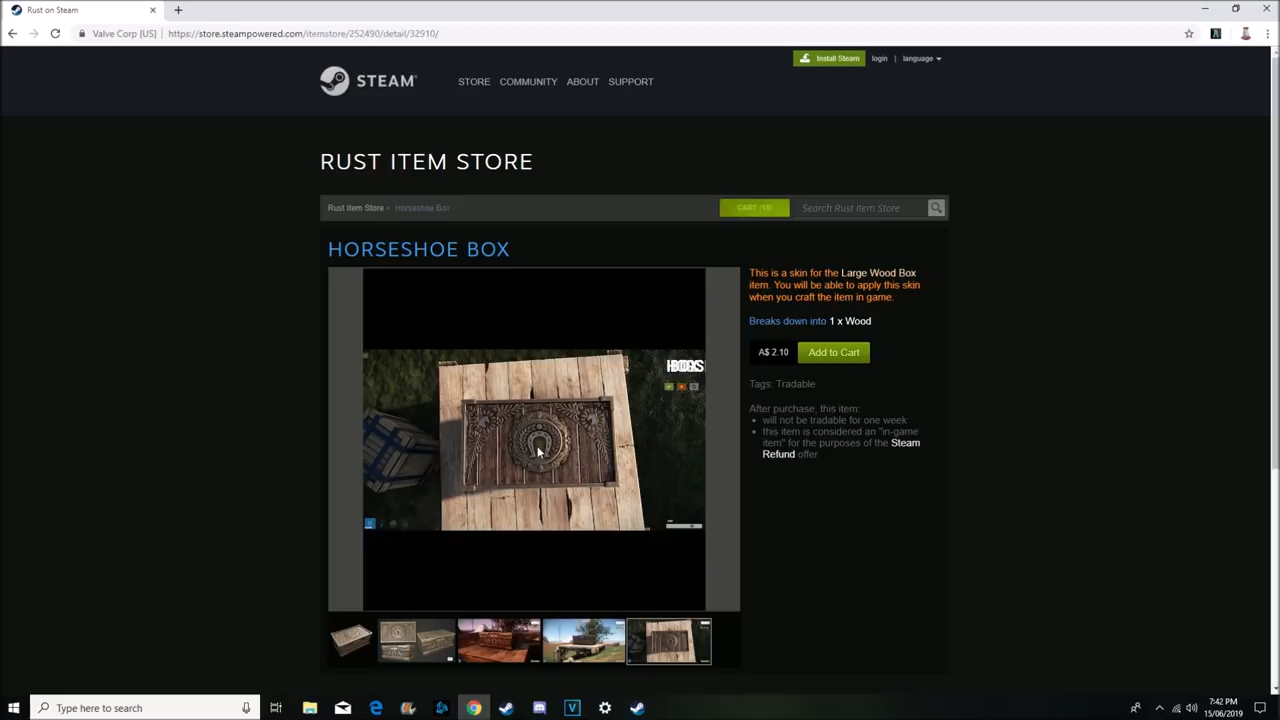 Rust on Steam
Valve Corp [US]
https://store.steampowered.com/itemstore/252490/detail/32910/
Install Steam
login | language
STEAM
STORE COMMUNITY ABOUT SUPPORT
RUST ITEM STORE
Rust Item Store
Horseshoe Box
CART
Search Rust Item Store
HORSESHOE BOX
This is a skin for the Large Wood Box
item. You will be able to apply this skin
when you craft the item in game.
Breaks down into 1 x Wood
A$ 2.10
Add to Cart
Tags: Tradable
After purchase, this item:
will not be tradable for one week
this item is considered an "in-game
item" for the purposes of the Steam
Refund offer
Type here to search
7:42 PM
15/06/2019